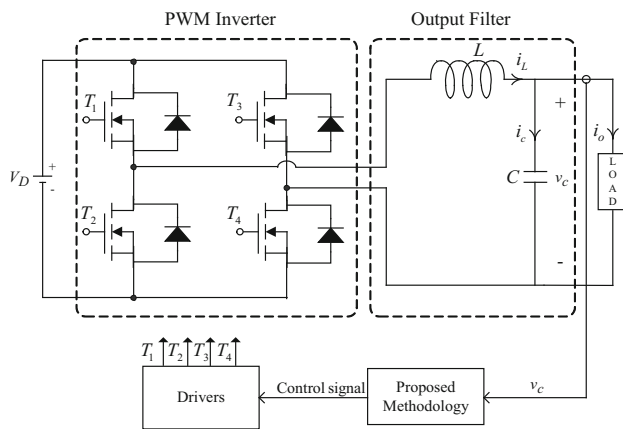 PWM Inverter
Output Filter
L
i_L
T_1
T_3
+
i_c
i_o
V_D
+
-
C
v_c
LOAD
T_2
T_4
-
T_1 T_2 T_3 T_4
Drivers
Control signal
Proposed
Methodology
v_c